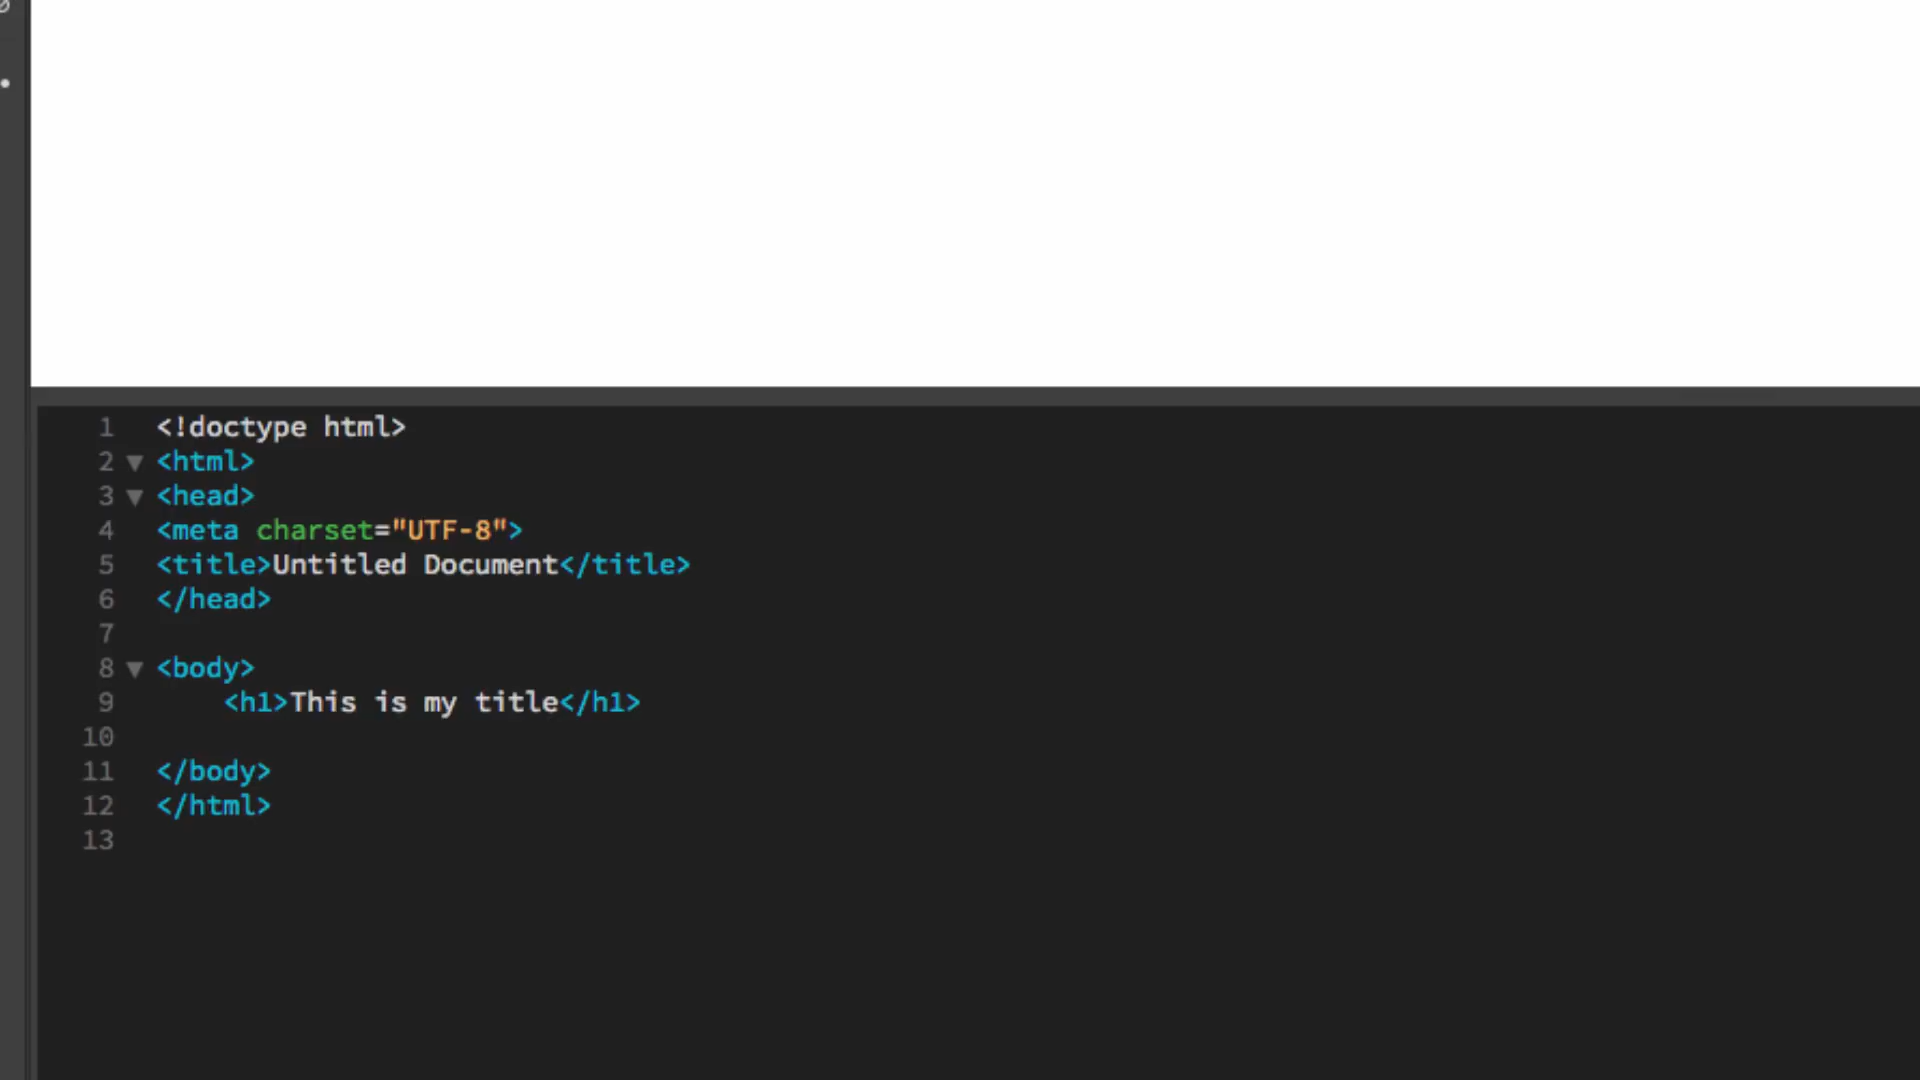 1 <!doctype html>
2 <html>
3 <head>
4 <meta charset="UTF-8">
5 <title>Untitled Document</title>
6 </head>
7
8 <body>
9 <h1>This is my title</h1>
10
11 </body>
12 </html>
13